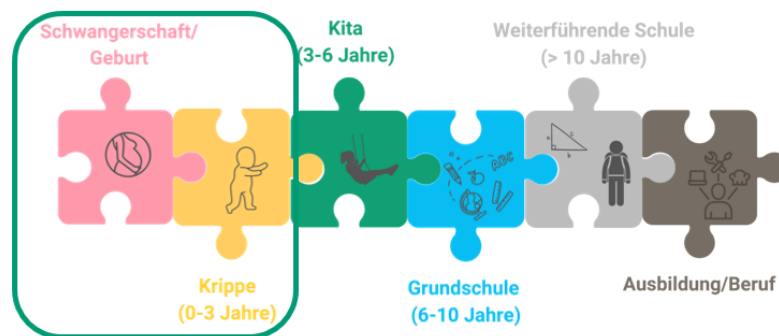 Schwangerschaft/
Geburt
Kita
(3-6 Jahre)
Weiterführende Schule
(> 10 Jahre)
ABC
Krippe
(0-3 Jahre)
Grundschule
(6-10 Jahre)
Ausbildung/Beruf